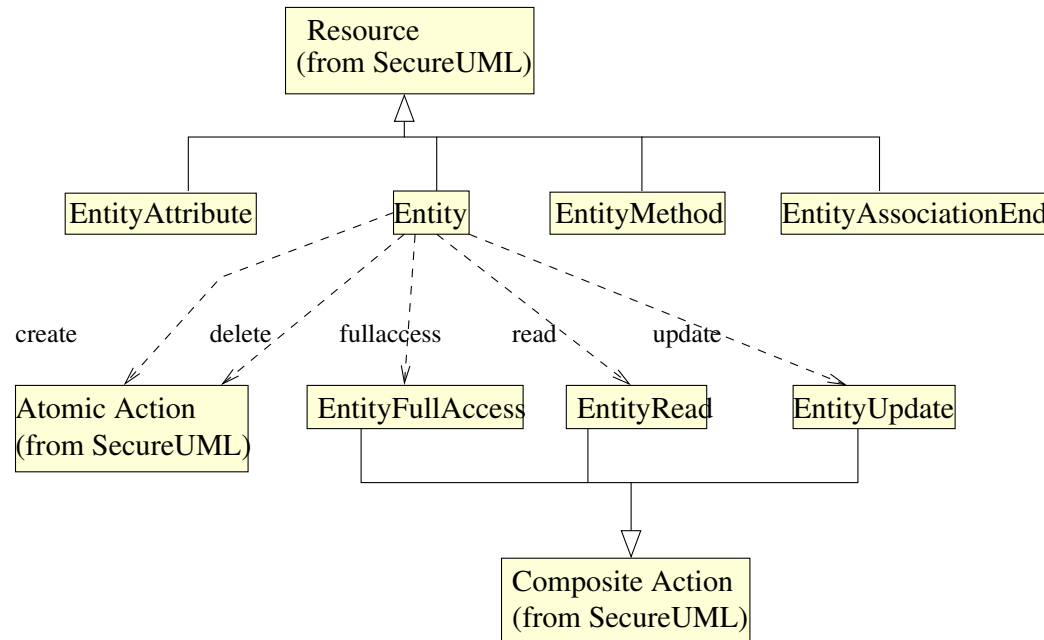 Resource
(from SecureUML)
EntityAttribute
Entity
EntityMethod
EntityAssociationEnd
create
delete
fullaccess
read
update
Atomic Action
(from SecureUML)
EntityFullAccess
EntityRead
EntityUpdate
Composite Action
(from SecureUML)